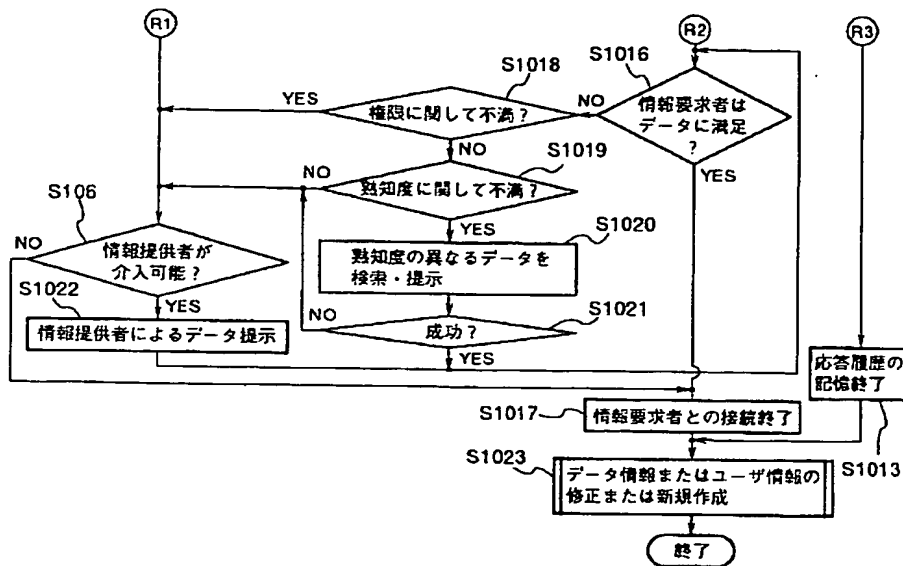 R1
R2
R3
S1016
S1018
YES
権限に関して不満?
NO
情報要求者は
データに満足
?
NO
S1019
NO
熟知度に関して不満?
YES
S106
YES
S1020
NO
情報提供者が
介入可能?
熟知度の異なるデータを
検索・提示
S1022
YES
NO
S1021
情報提供者によるデータ提示
成功?
YES
応答履歴の
記憶終了
S1017
情報要求者との接続終了
S1013
S1023
データ情報またはユーザ情報の
修正または新規作成
終了